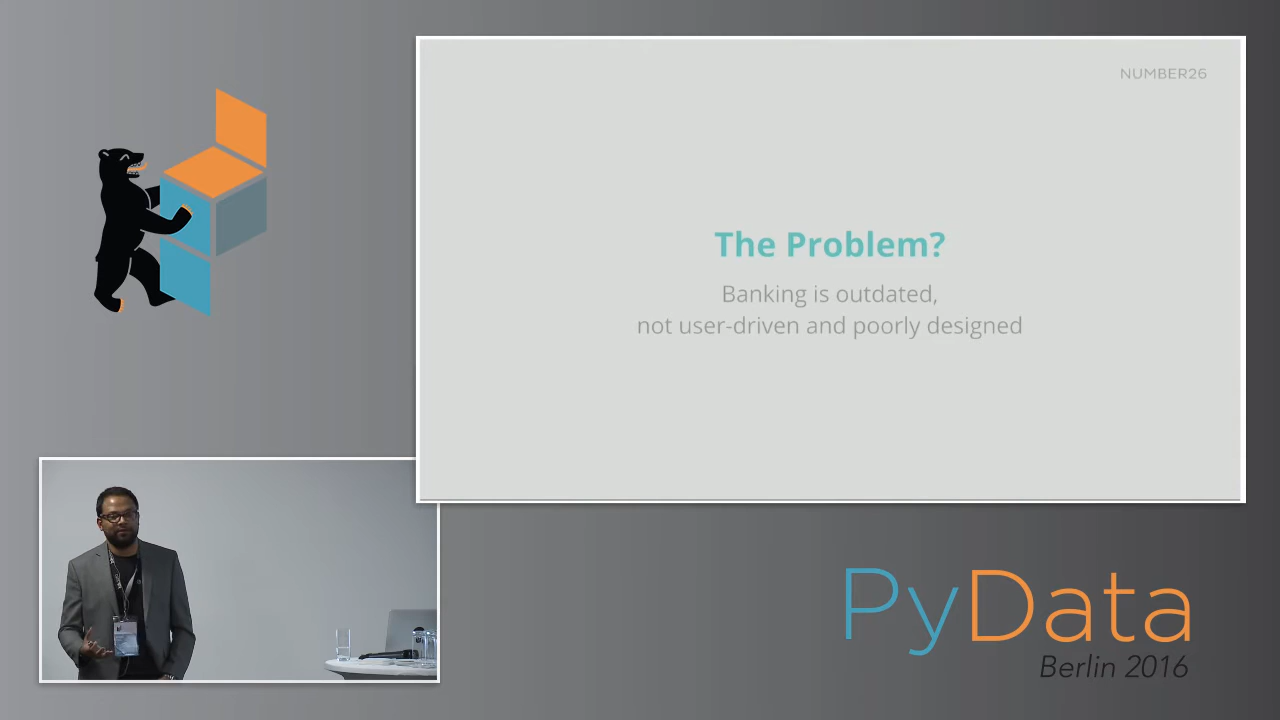 NUMBER26
The Problem?
Banking is outdated,
not user-driven and poorly designed
PyData
Berlin 2016